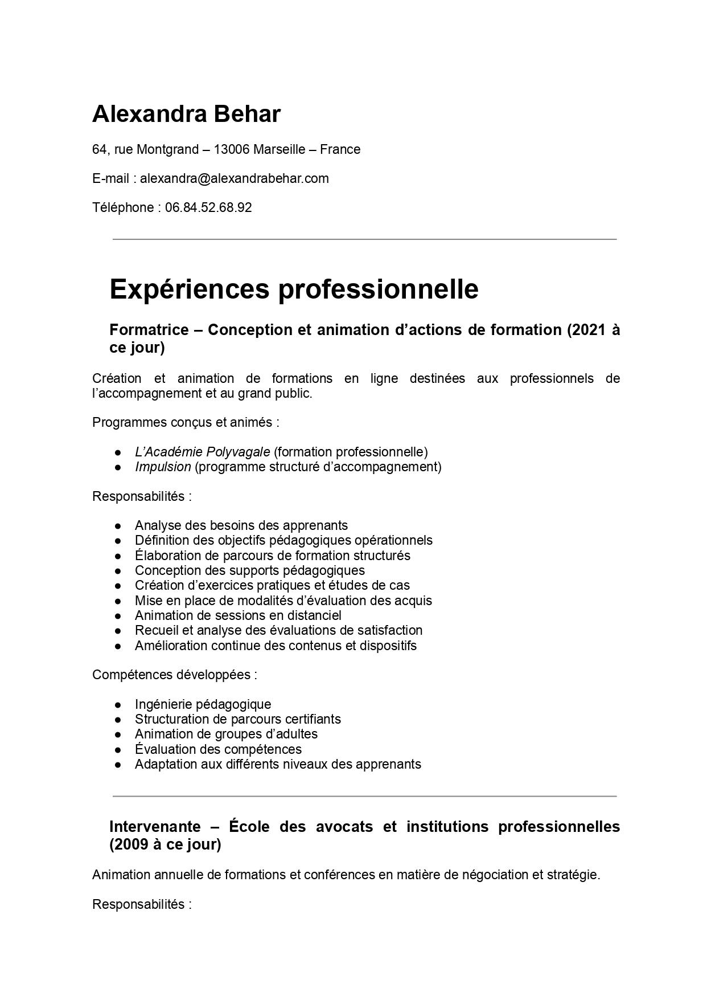 Alexandra Behar
64, rue Montgrand – 13006 Marseille – France
E-mail : alexandra@alexandrabehar.com
Téléphone : 06.84.52.68.92
Expériences professionnelle
Formatrice – Conception et animation d’actions de formation (2021 à
ce jour)
Création et animation de formations en ligne destinées aux professionnels de
l’accompagnement et au grand public.
Programmes conçus et animés :
● L’Académie Polyvagale (formation professionnelle)
● Impulsion (programme structuré d’accompagnement)
Responsabilités :
● Analyse des besoins des apprenants
● Définition des objectifs pédagogiques opérationnels
● Élaboration de parcours de formation structurés
● Conception des supports pédagogiques
● Création d’exercices pratiques et études de cas
● Mise en place de modalités d’évaluation des acquis
● Animation de sessions en distanciel
● Recueil et analyse des évaluations de satisfaction
● Amélioration continue des contenus et dispositifs
Compétences développées :
● Ingénierie pédagogique
● Structuration de parcours certifiants
● Animation de groupes d’adultes
● Évaluation des compétences
● Adaptation aux différents niveaux des apprenants
Intervenante – École des avocats et institutions professionnelles
(2009 à ce jour)
Animation annuelle de formations et conférences en matière de négociation et stratégie.
Responsabilités :